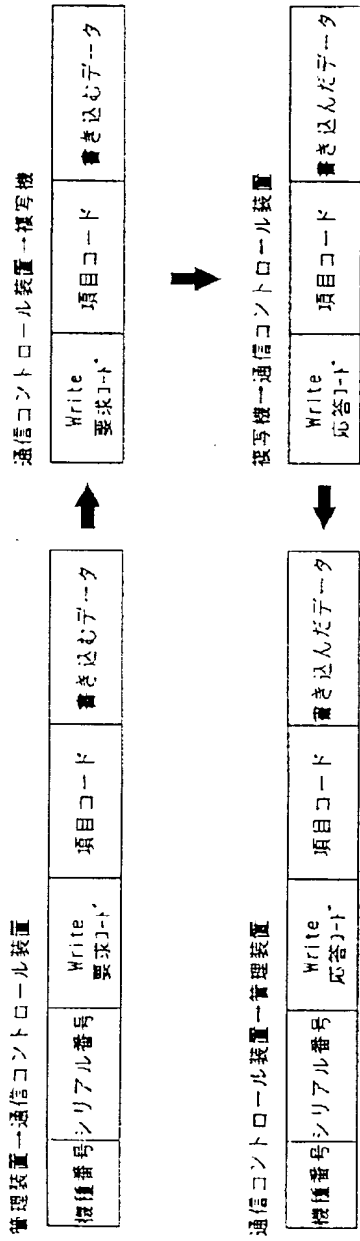 管理装置→通信コントロール装置
機種番号 シリアル番号 Write 要求コード 項目コード 書き込むデータ
通信コントロール装置→複写機
Write 要求コード 項目コード 書き込むデータ
複写機→通信コントロール装置
Write 応答コード 項目コード 書き込んだデータ
通信コントロール装置→管理装置
機種番号 シリアル番号 Write 応答コード 項目コード 書き込んだデータ